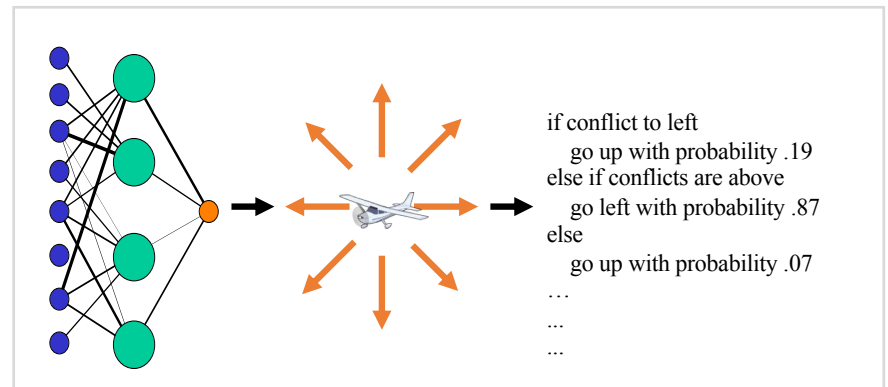 if conflict to left
go up with probability .19
else if conflicts are above
go left with probability .87
else
go up with probability .07
…
...
...